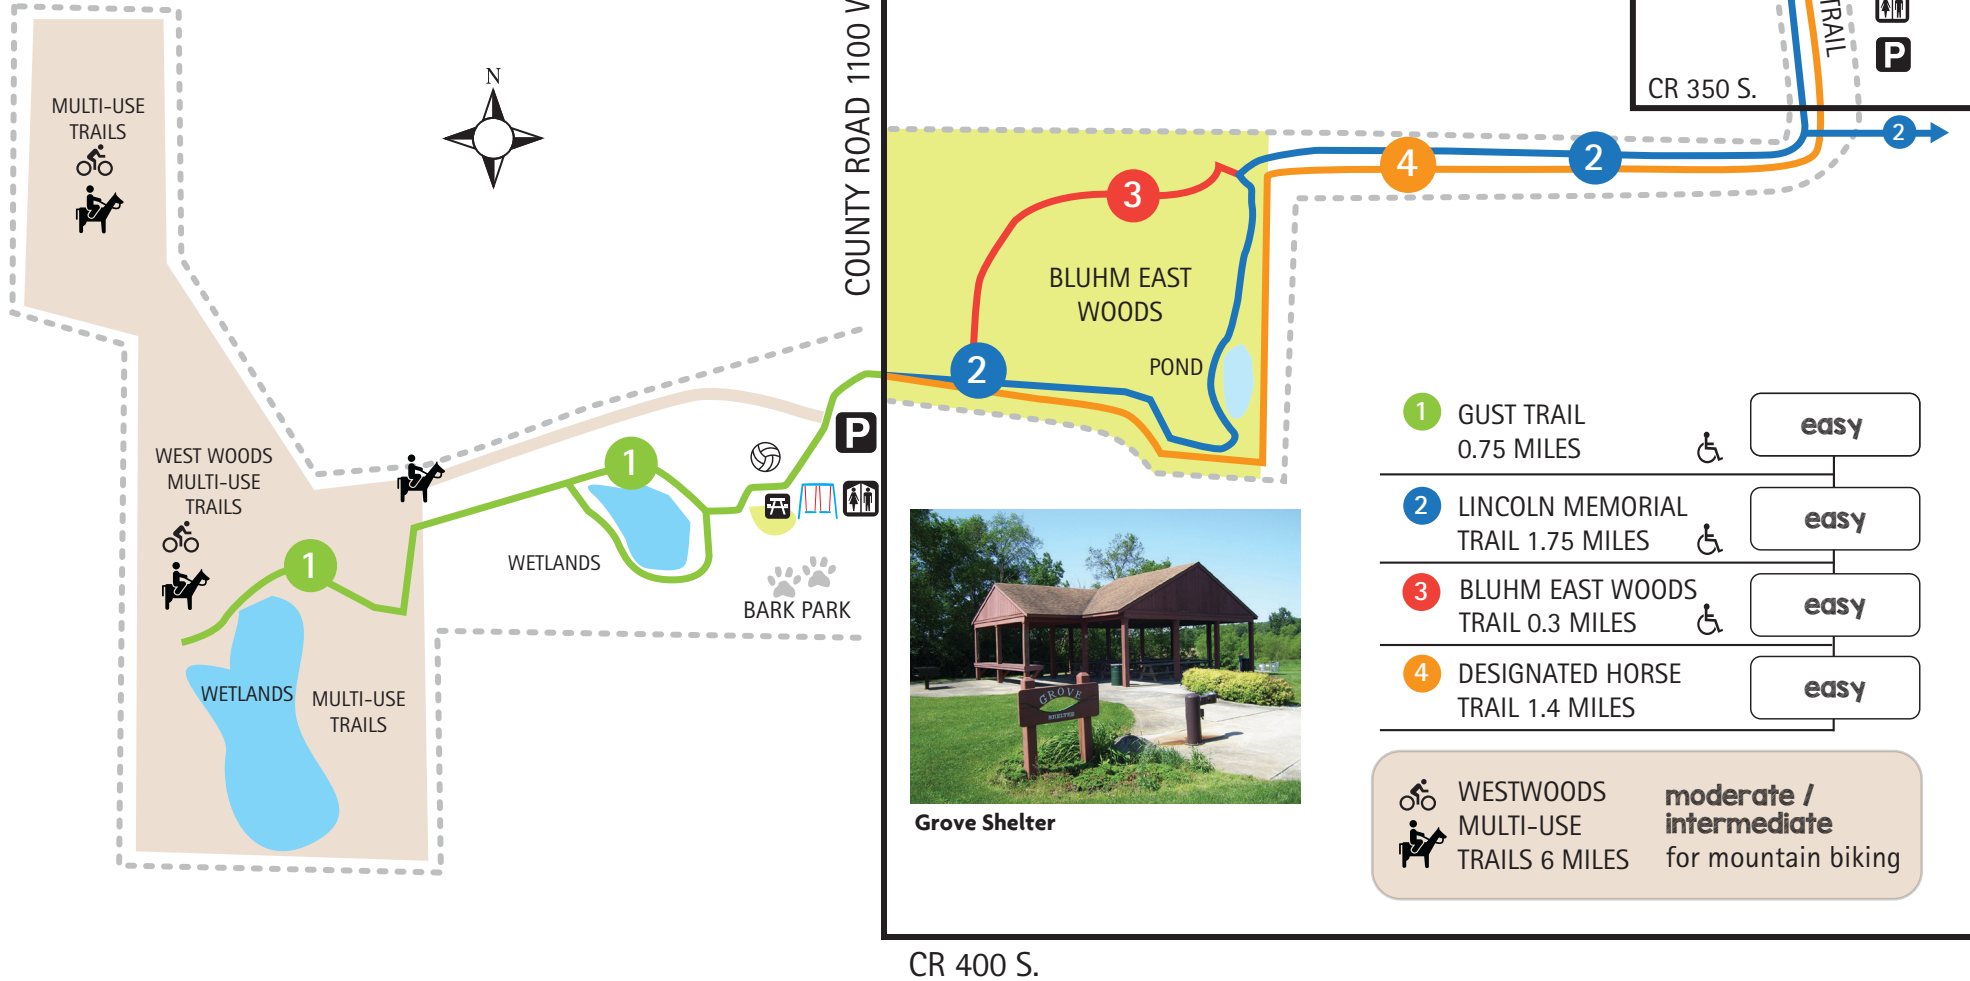 MULTI-USE
TRAILS
N
COUNTY ROAD 1100 W
TRAIL
P
CR 350 S.
2
4
2
3
BLUHM EAST
WOODS
POND
2
P
WEST WOODS
MULTI-USE
TRAILS
1
1
WETLANDS
BARK PARK
WETLANDS
MULTI-USE
TRAILS
GROVE
SHELTER
Grove Shelter
1 GUST TRAIL
0.75 MILES
easy
2 LINCOLN MEMORIAL
TRAIL 1.75 MILES
easy
3 BLUHM EAST WOODS
TRAIL 0.3 MILES
easy
4 DESIGNATED HORSE
TRAIL 1.4 MILES
easy
WESTWOODS
MULTI-USE
TRAILS 6 MILES
moderate /
intermediate
for mountain biking
CR 400 S.